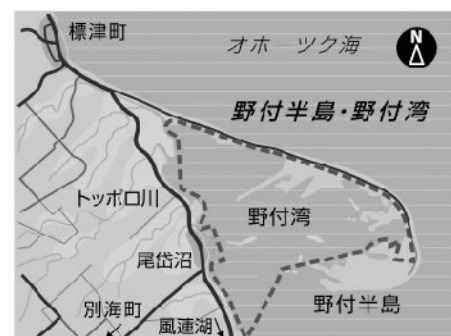 標津町
オホーツク海
N
野付半島・野付湾
トッポロ川
野付湾
尾岱沼
野付半島
別海町
風蓮湖